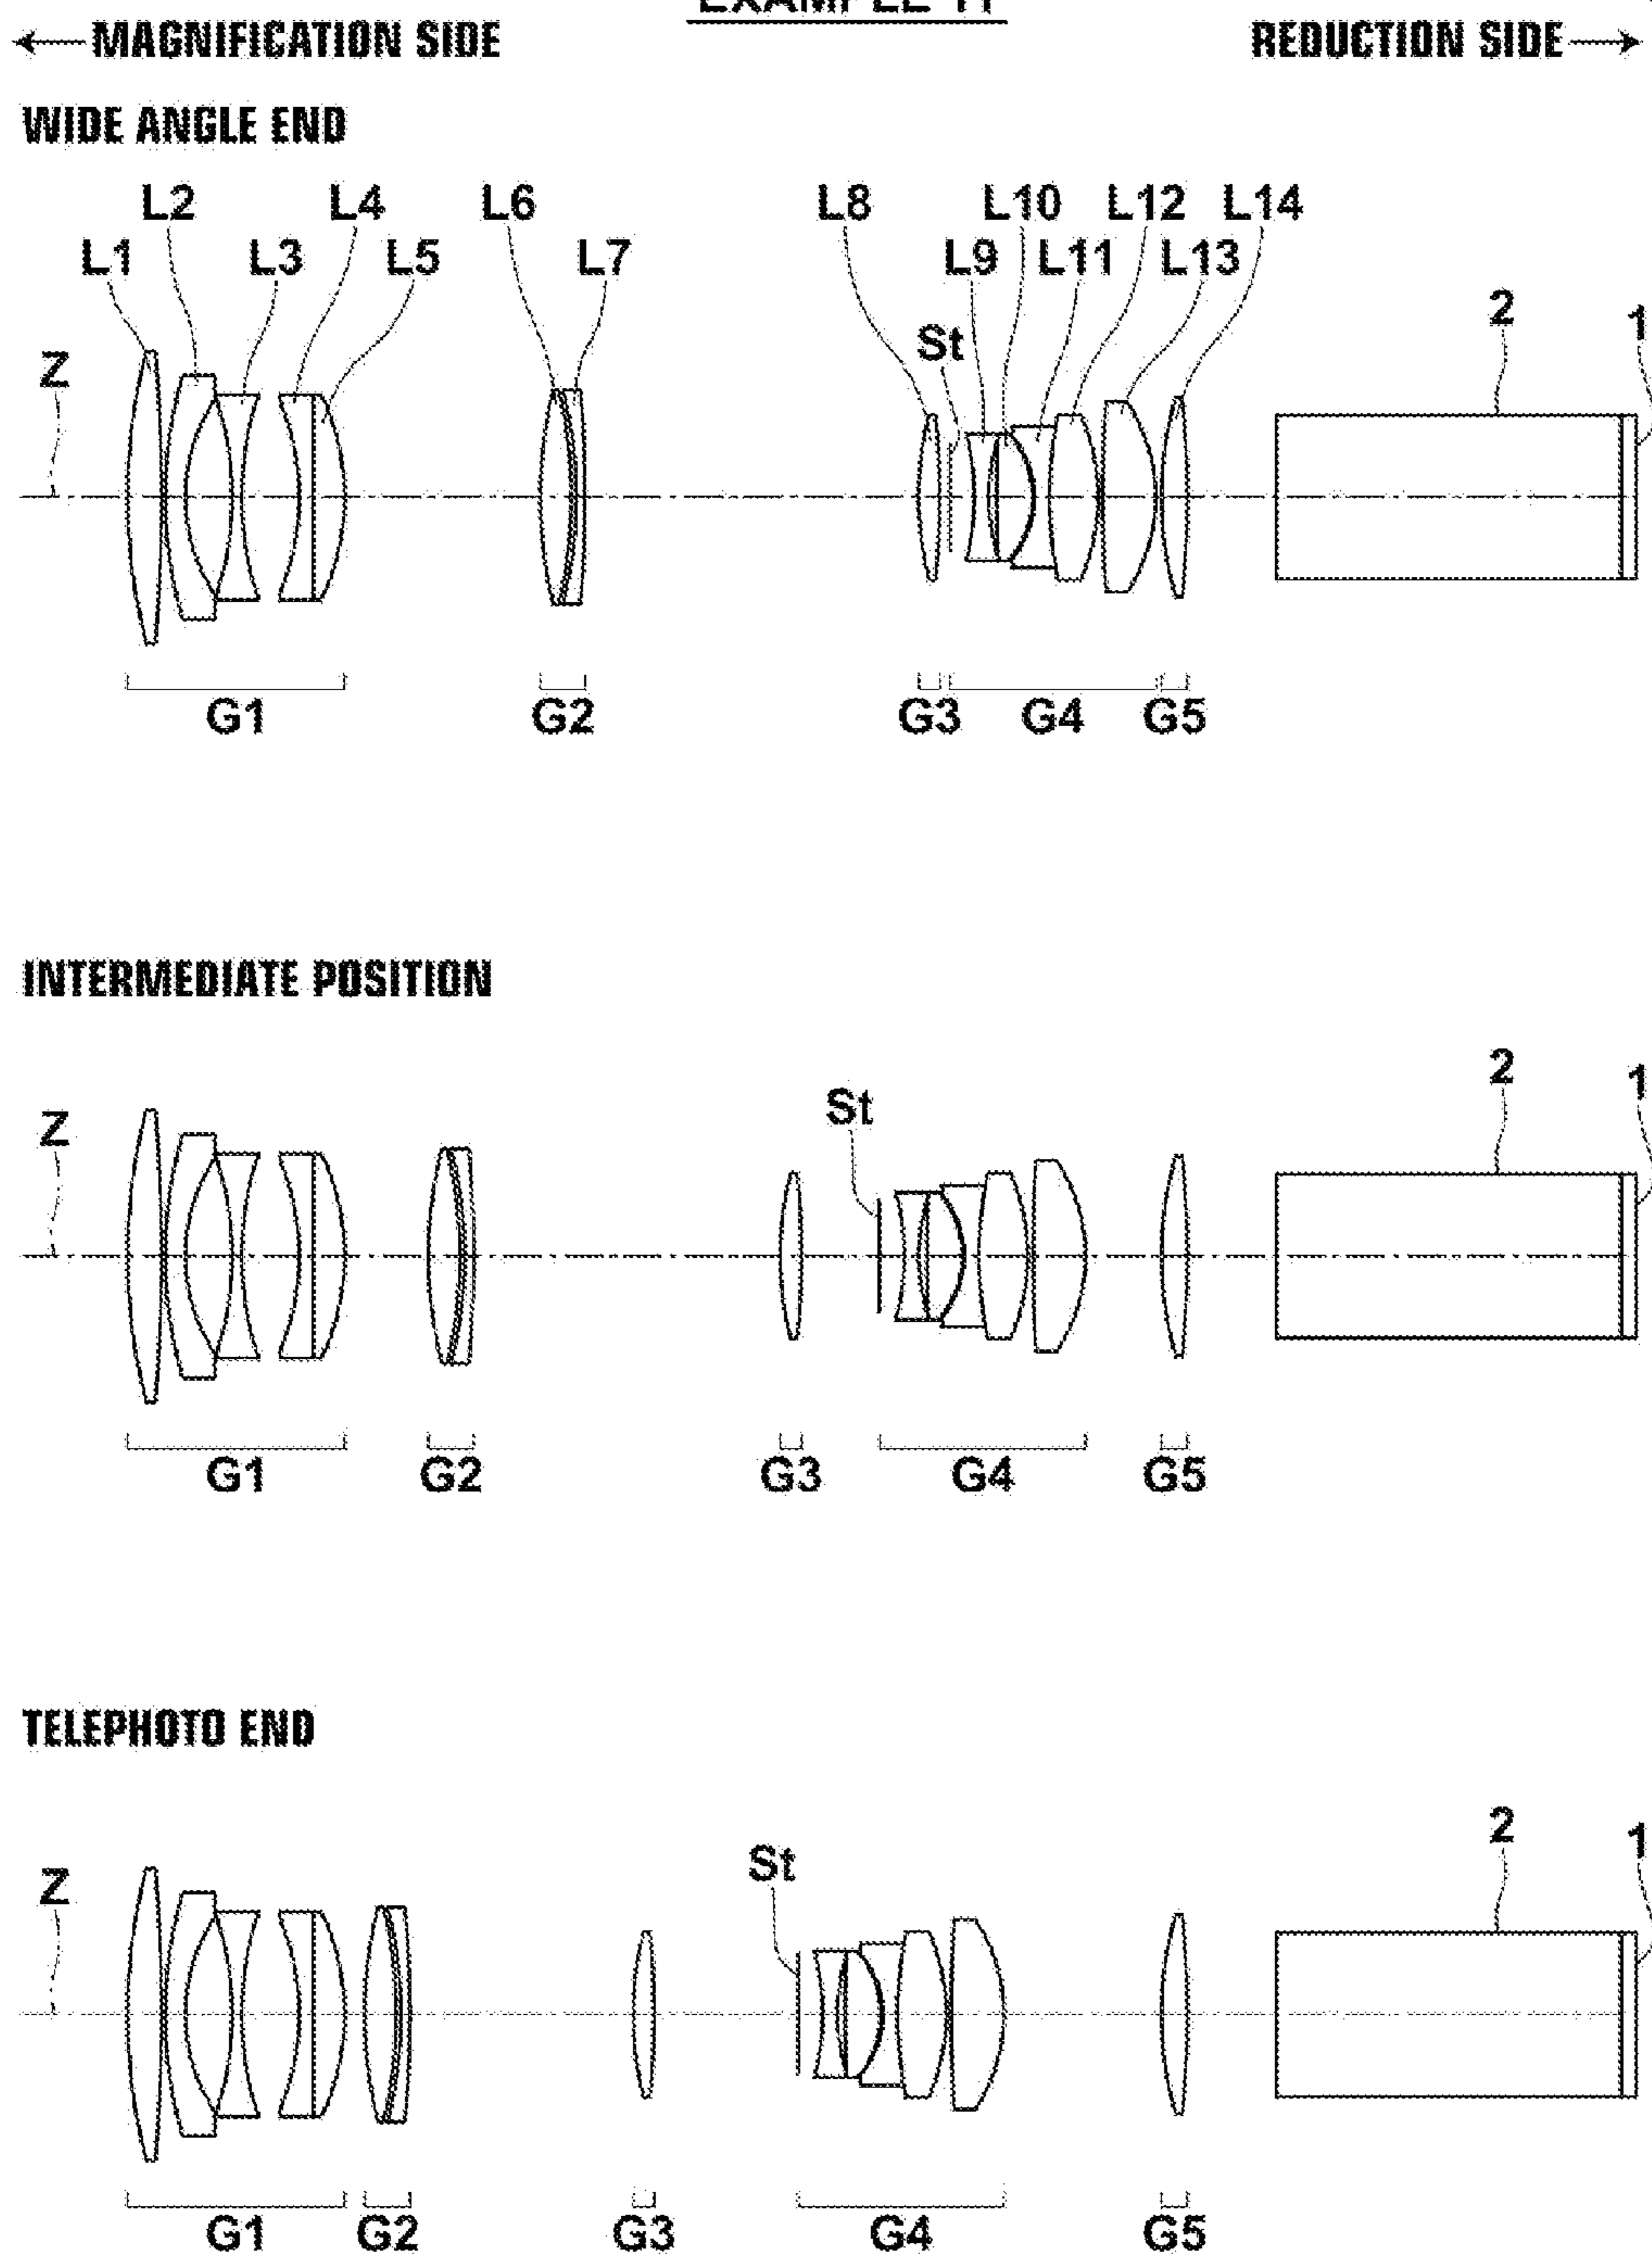 ← MAGNIFICATION SIDE REDUCTION SIDE →
WIDE ANGLE END
L2 L4 L6 L8 L10 L12 L14
L1 L3 L5 L7 L9 L11 L13
2 1
St
Z
G1 G2 G3 G4 G5
INTERMEDIATE POSITION
2 1
St
Z
G1 G2 G3 G4 G5
TELEPHOTO END
2 1
St
Z
G1 G2 G3 G4 G5